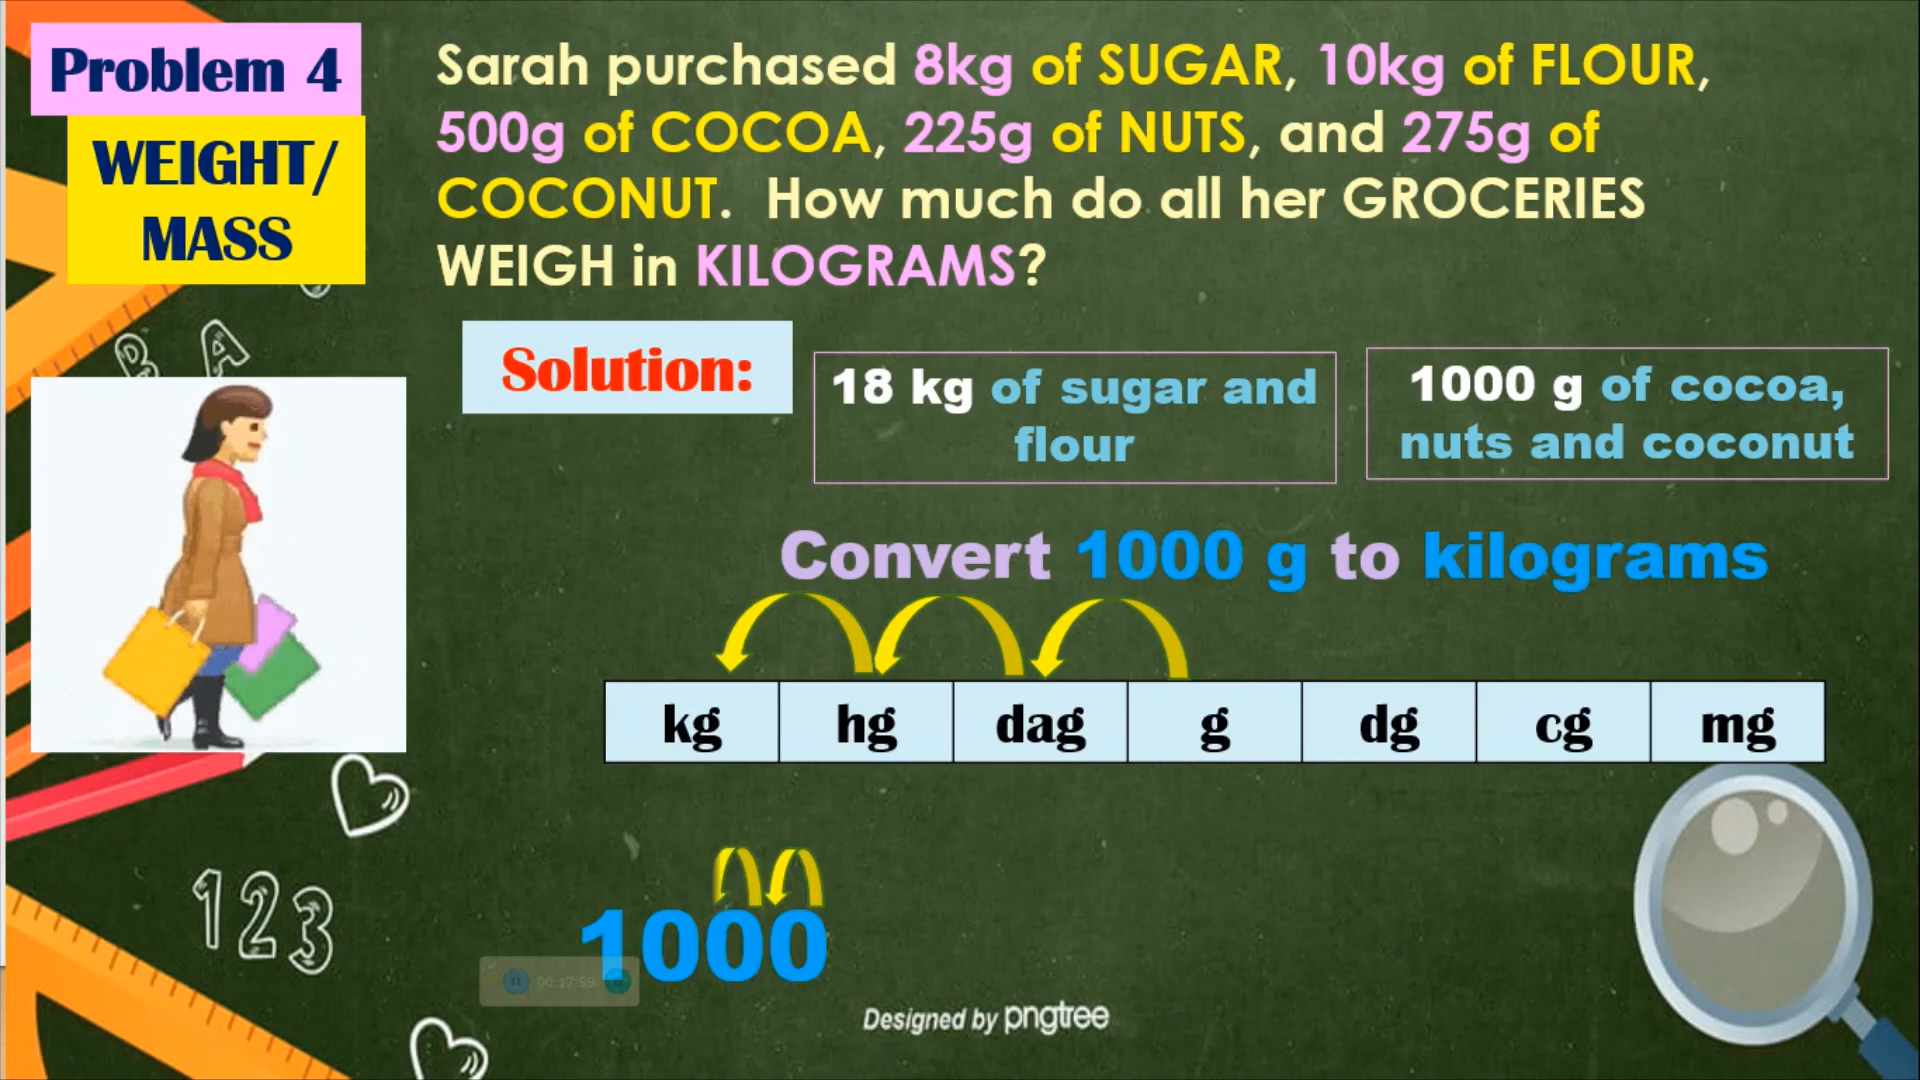 Problem 4
WEIGHT/
MASS
Sarah purchased 8kg of SUGAR, 10kg of FLOUR,
500g of COCOA, 225g of NUTS, and 275g of
COCONUT. How much do all her GROCERIES
WEIGH in KILOGRAMS?
B A
Solution:
18 kg of sugar and
flour
1000 g of cocoa,
nuts and coconut
Convert 1000 g to kilograms
kg hg dag g dg cg mg
123
1000
00:17:59
Designed by pngtree